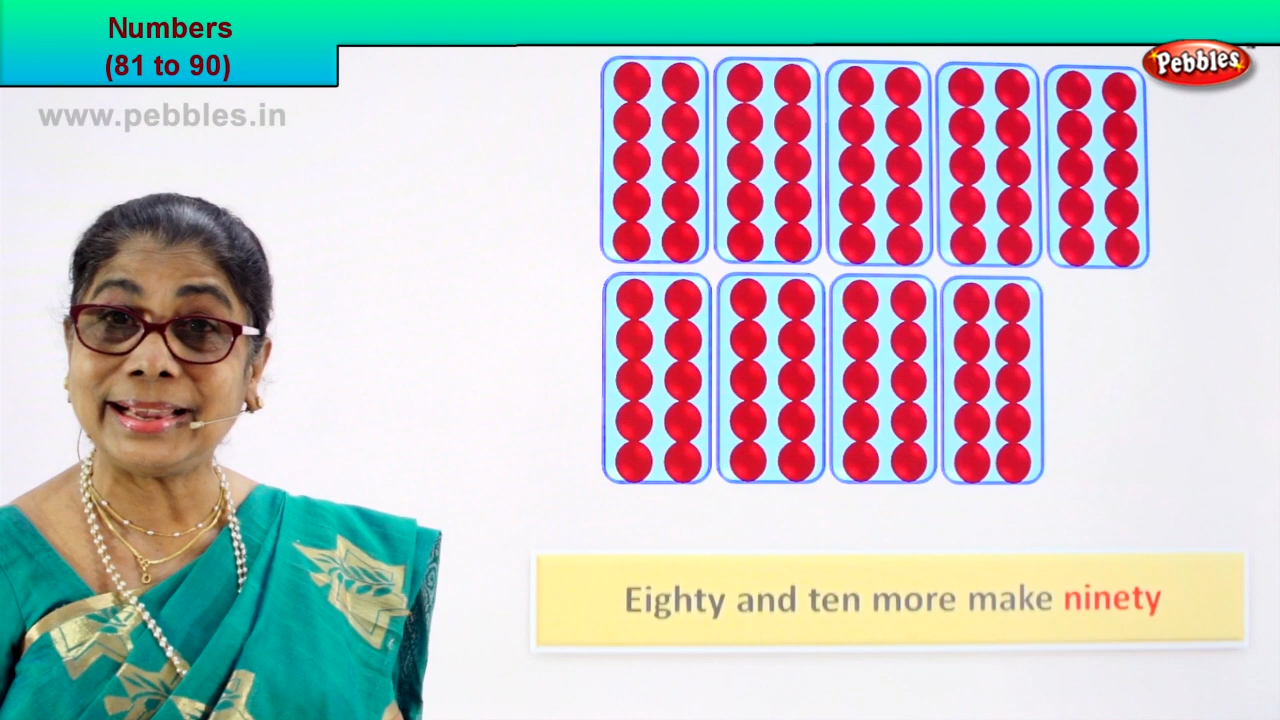 Numbers
(81 to 90)
www.pebbles.in
Pebbles
Eighty and ten more make ninety